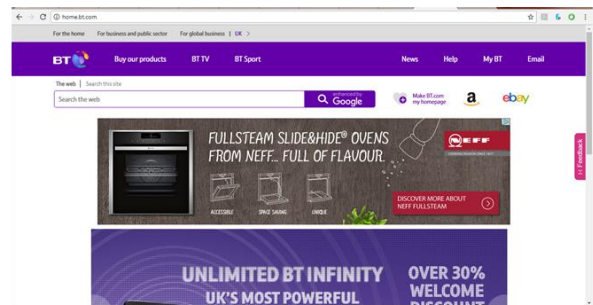 home.bt.com
For the home For business and public sector For global business | UK >
BT Buy our products BT TV BT Sport News Help My BT Email
The web | Search this site
Search the web
enhanced by
Google
Make BT.com
my homepage
a
ebay
FULLSTEAM SLIDE&HIDE® OVENS
FROM NEFF... FULL OF FLAVOUR.
NEFF
ACCESSIBLE SPACE SAVING UNIQUE
DISCOVER MORE ABOUT
NEFF FULLSTEAM
Feedback
UNLIMITED BT INFINITY
UK'S MOST POWERFUL
OVER 30%
WELCOME
DISCOUNT